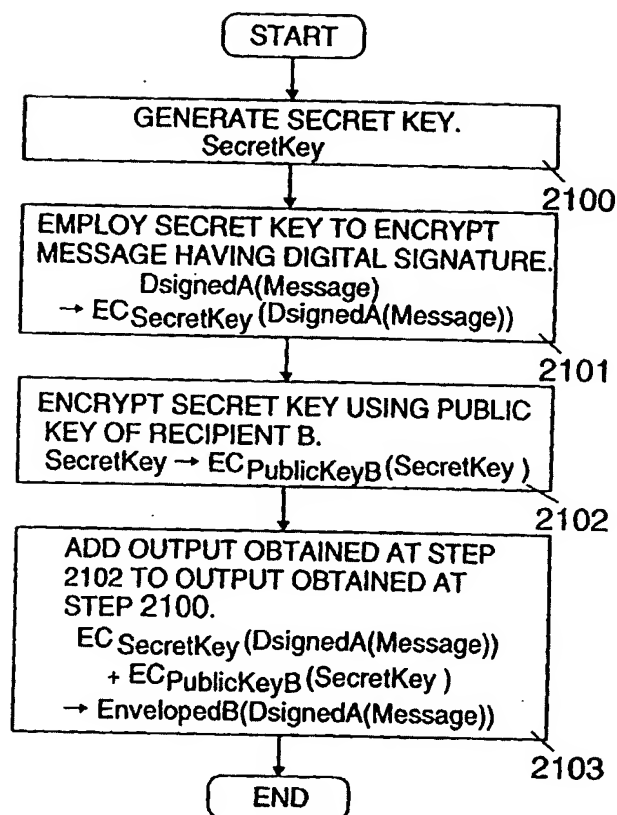 START
GENERATE SECRET KEY.
SecretKey
2100
EMPLOY SECRET KEY TO ENCRYPT
MESSAGE HAVING DIGITAL SIGNATURE.
DsignedA(Message)
→ ECSecretKey(DsignedA(Message))
2101
ENCRYPT SECRET KEY USING PUBLIC
KEY OF RECIPIENT B.
SecretKey → ECPublicKeyB(SecretKey)
2102
ADD OUTPUT OBTAINED AT STEP
2102 TO OUTPUT OBTAINED AT
STEP 2100.
ECSecretKey(DsignedA(Message))
+ ECPublicKeyB(SecretKey)
→ EnvelopedB(DsignedA(Message))
2103
END